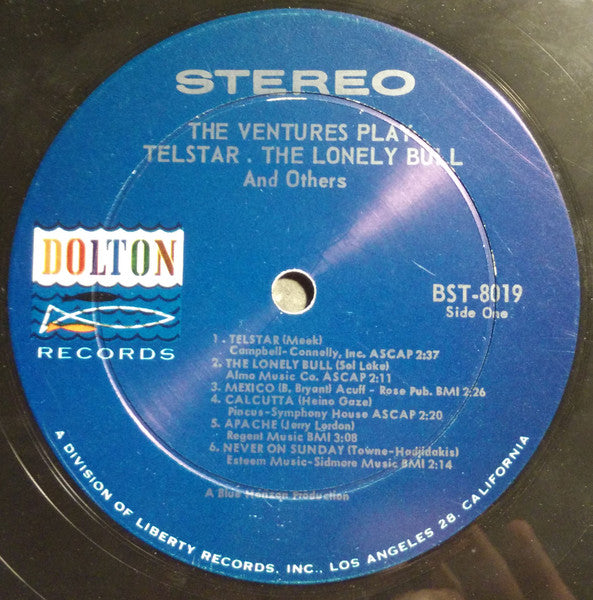 STEREO
THE VENTURES PLAY
TELSTAR . THE LONELY BULL
And Others
DOLTON
RECORDS
BST-8019
Side One
1. TELSTAR (Meek)
Campbell-Connelly, Inc. ASCAP 2:37
2. THE LONELY BULL (Sol Lake)
Almo Music Co. ASCAP 2:11
3. MEXICO (B. Bryant) Acuff - Rose Pub. BMI 2:26
4. CALCUTTA (Heino Gaze)
Pincus-Symphony House ASCAP 2:20
5. APACHE (Jerry Lordon)
Regent Music BMI 3:08
6. NEVER ON SUNDAY (Towne-Hadjidakis)
Esteem Music-Sidmore Music BMI 2:14
A Blue Horizon Production
A DIVISION OF LIBERTY RECORDS, INC., LOS ANGELES 28, CALIFORNIA